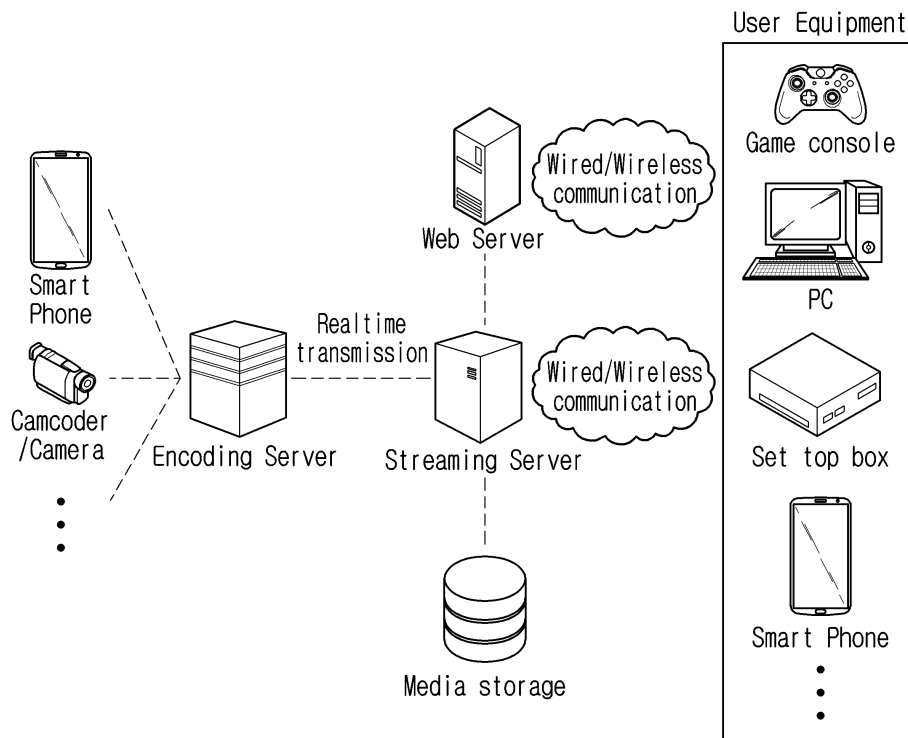 User Equipment
Game console
PC
Set top box
Smart Phone
Wired/Wireless
communication
Web Server
Smart
Phone
Realtime
transmission
Wired/Wireless
communication
Camcoder
/Camera
Encoding Server
Streaming Server
Media storage